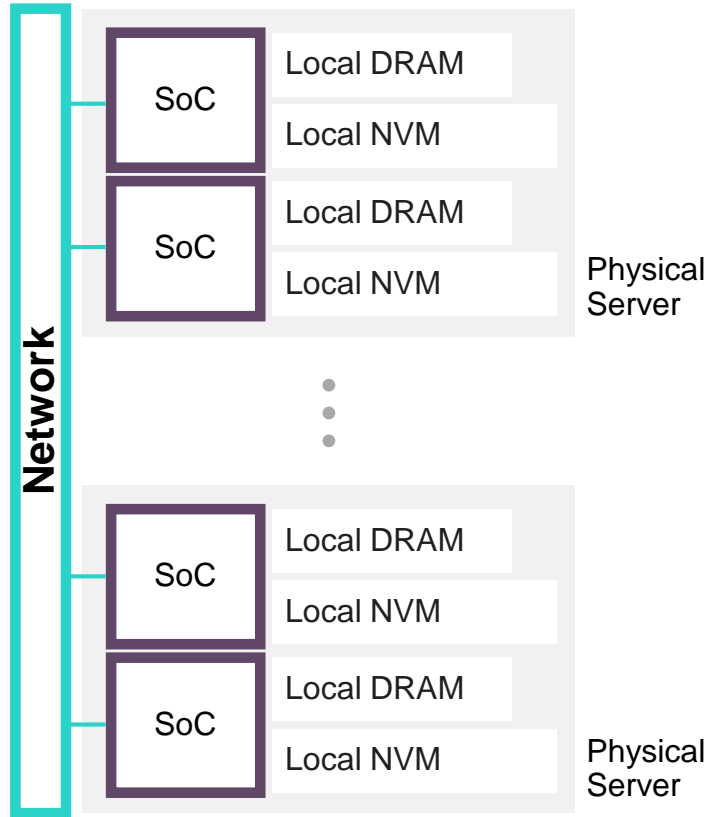 Network
SoC
Local DRAM
Local NVM
SoC
Local DRAM
Local NVM
Physical
Server
SoC
Local DRAM
Local NVM
SoC
Local DRAM
Local NVM
Physical
Server